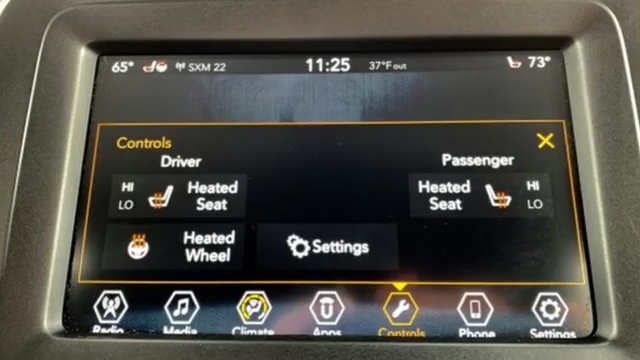 65° SXM 22 11:25 37°F out 73°
Controls
Driver Passenger
HI LO Heated Seat
Heated Seat HI LO
Heated Wheel
Settings
Radio Media Climate Apps Controls Phone Settings